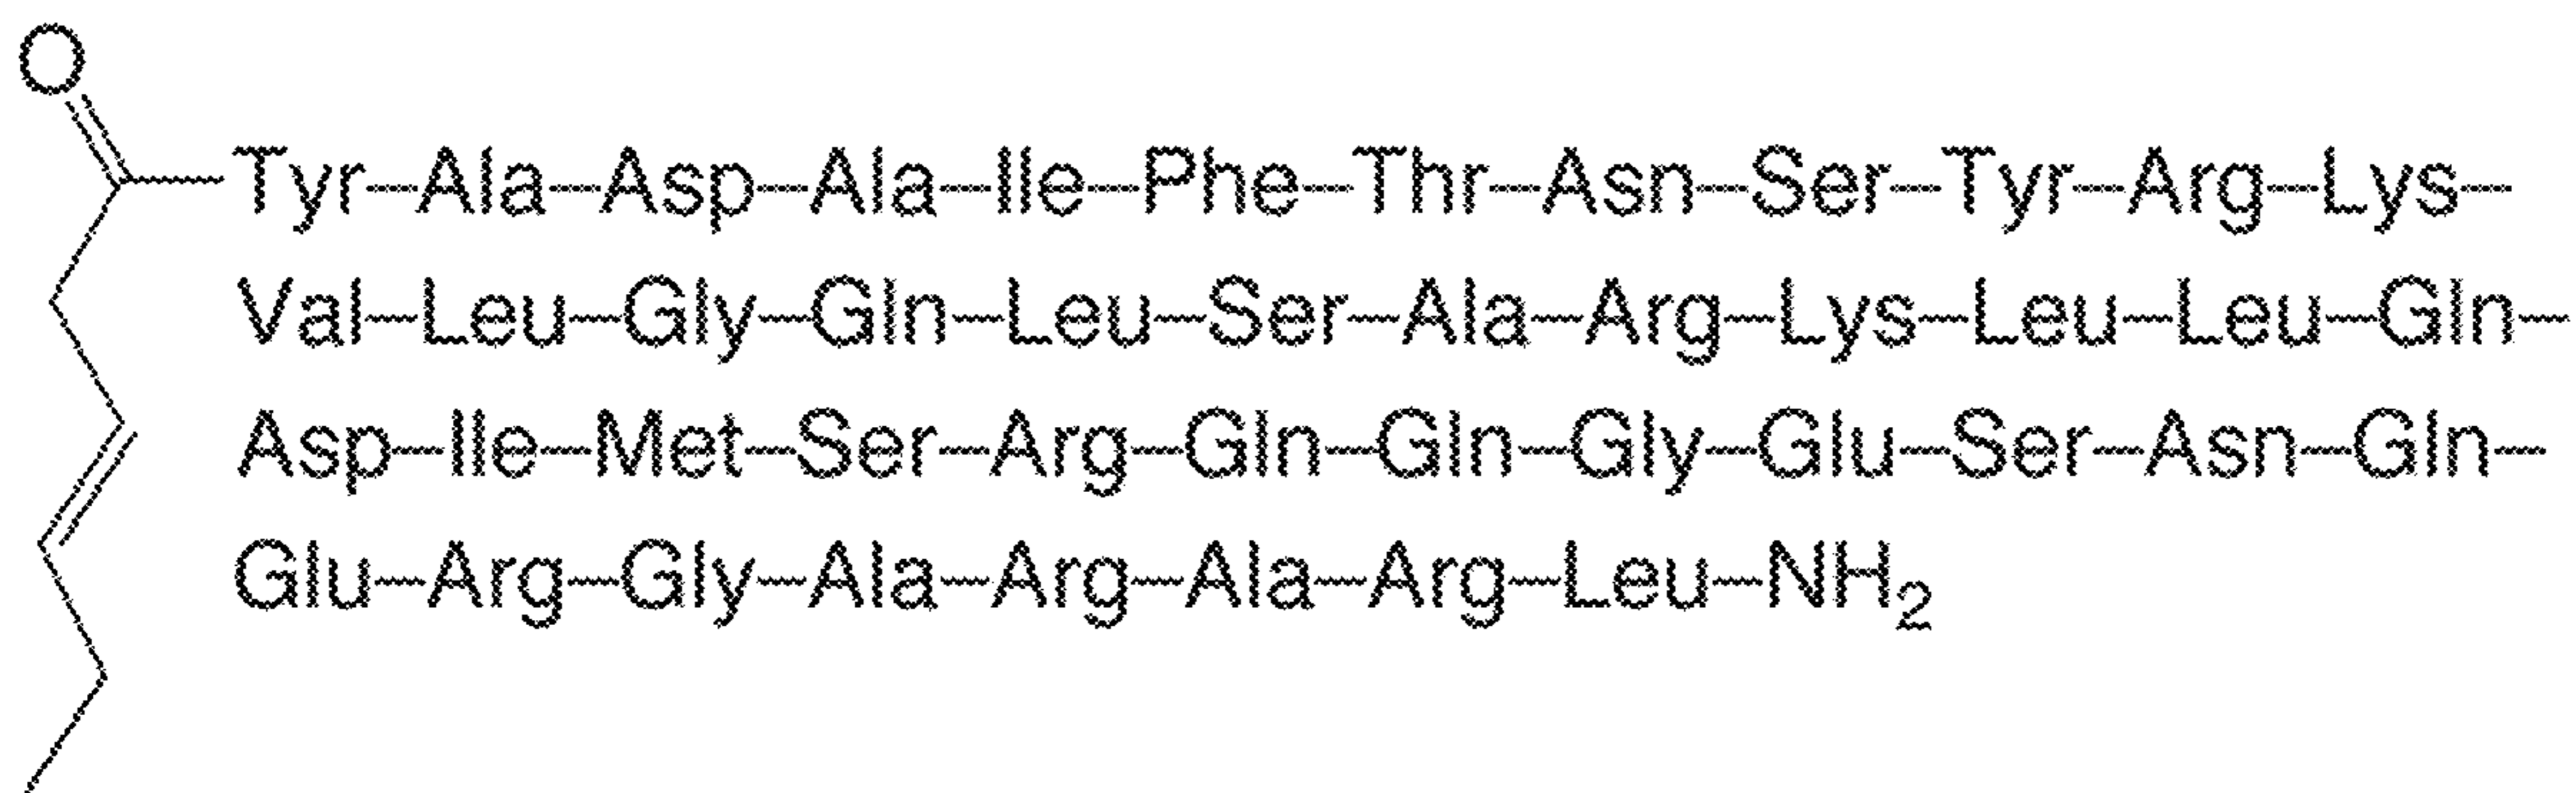 O
Tyr–Ala–Asp–Ala–Ile–Phe–Thr–Asn–Ser–Tyr–Arg–Lys–
Val–Leu–Gly–Gln–Leu–Ser–Ala–Arg–Lys–Leu–Leu–Gln–
Asp–Ile–Met–Ser–Arg–Gln–Gln–Gly–Glu–Ser–Asn–Gln–
Glu–Arg–Gly–Ala–Arg–Ala–Arg–Leu–NH₂